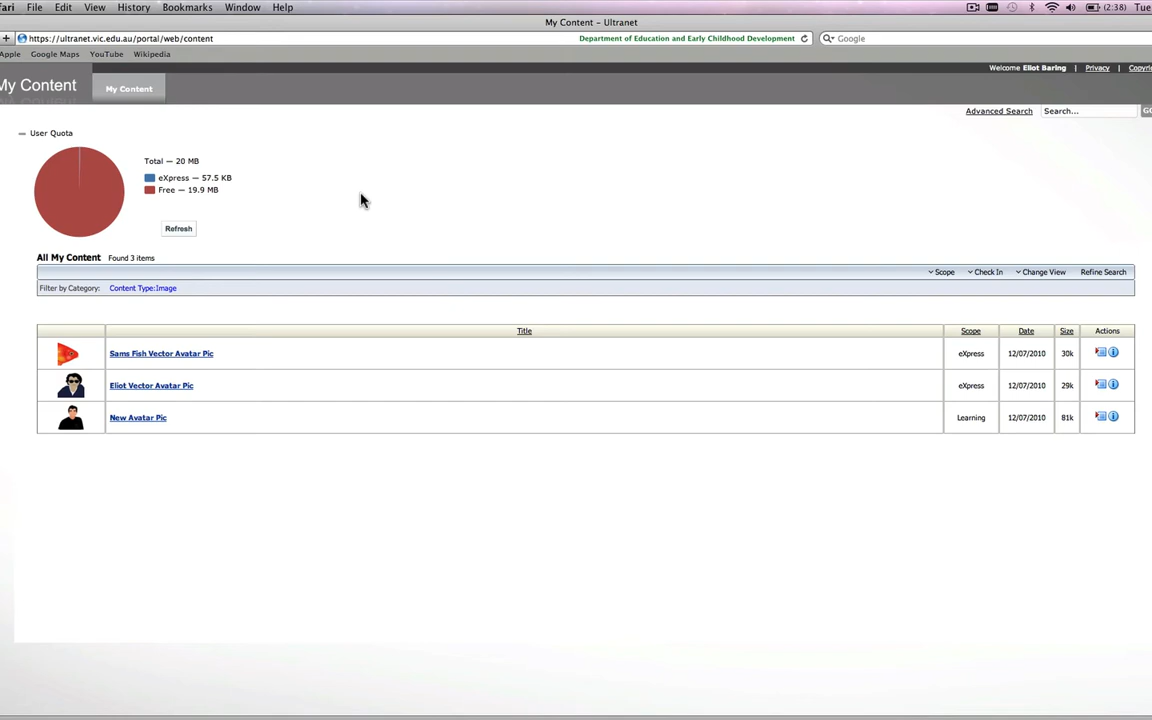 File Edit View History Bookmarks Window Help (2:38)
My Content – Ultranet
https://ultranet.vic.edu.au/portal/web/content Department of Education and Early Childhood Development Google
Apple Google Maps YouTube Wikipedia
Welcome Eliot Baring | Privacy |
My Content My Content
Advanced Search Search...
User Quota
Total — 20 MB
eXpress — 57.5 KB
Free — 19.9 MB
Refresh
All My Content Found 3 items
Scope Check In Change View Refine Search
Filter by Category: Content Type:Image
Title Scope Date Size Actions
Sams Fish Vector Avatar Pic eXpress 12/07/2010 30k
Eliot Vector Avatar Pic eXpress 12/07/2010 29k
New Avatar Pic Learning 12/07/2010 81k